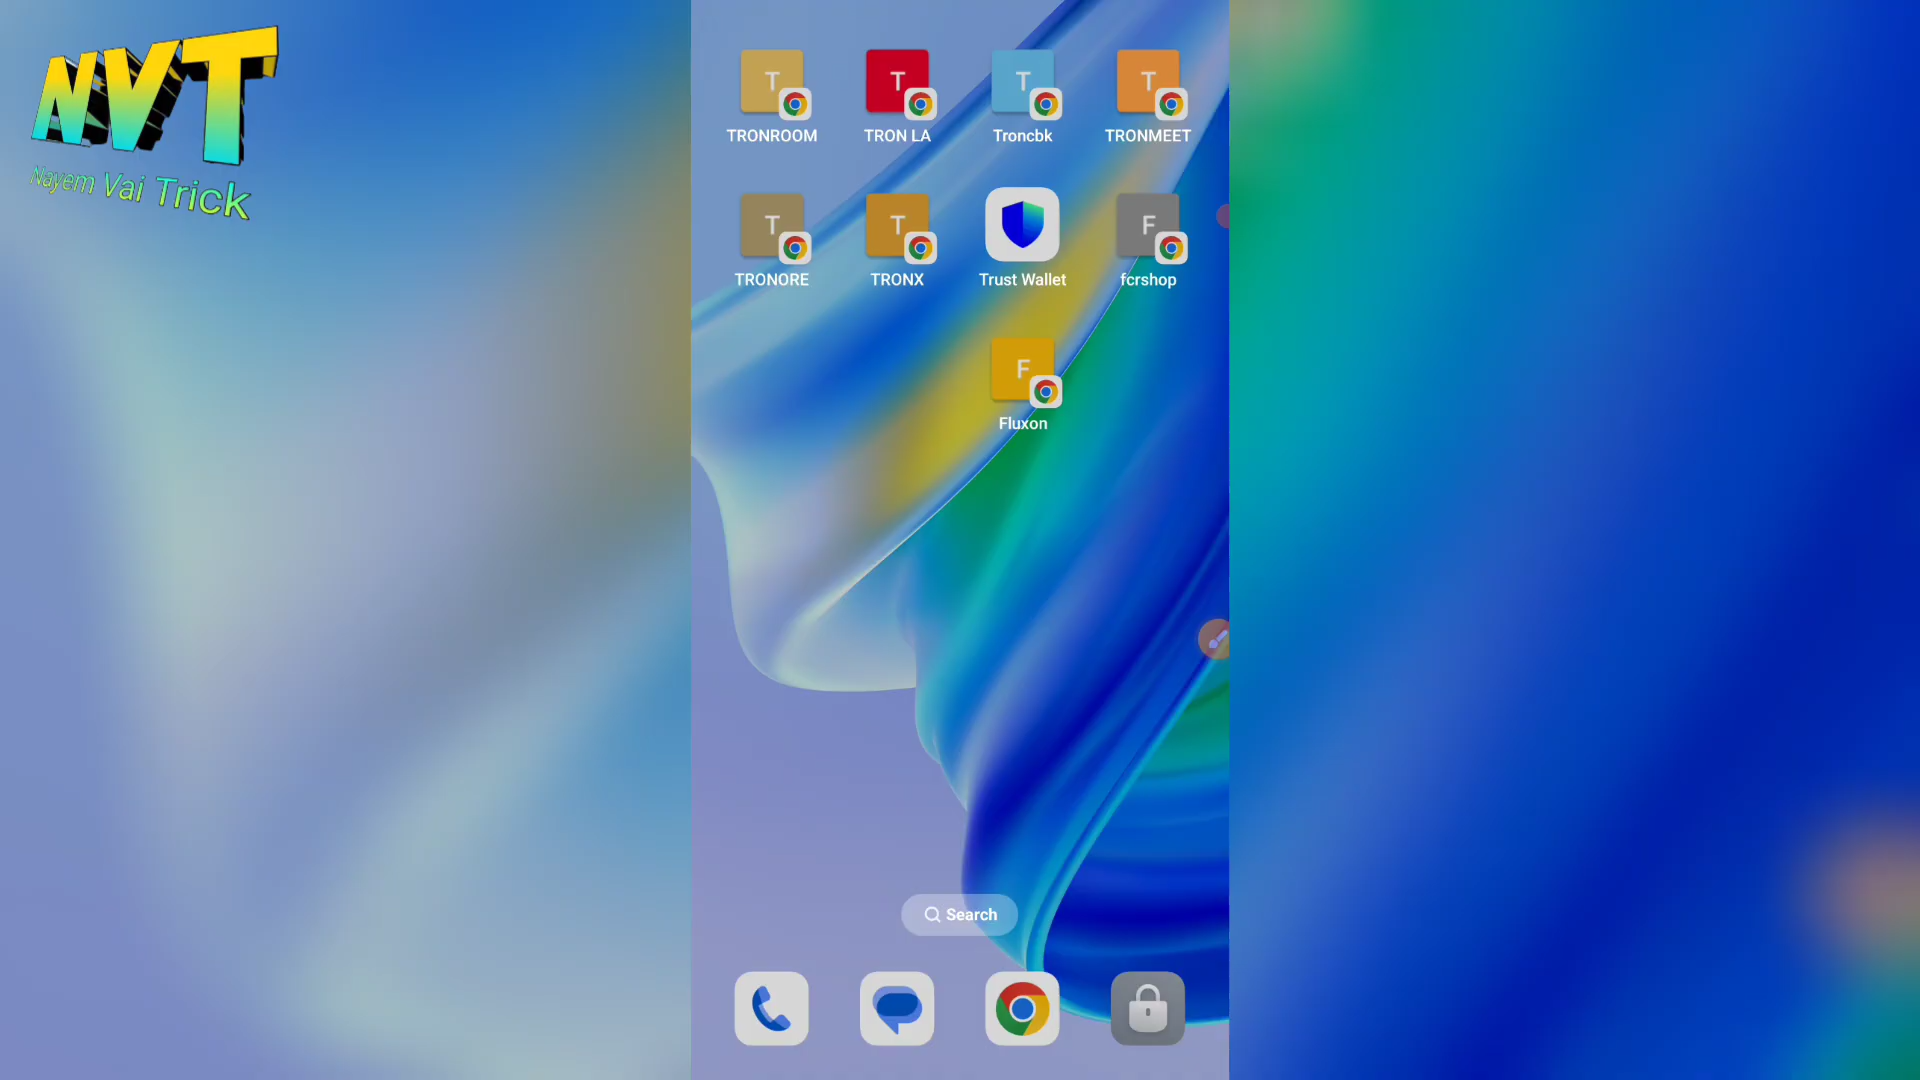 NVT
Nayem Vai Trick
T T T T
TRONROOM TRON LA Troncbk TRONMEET
T T F
TRONORE TRONX Trust Wallet fcrshop
F
Fluxon
Search